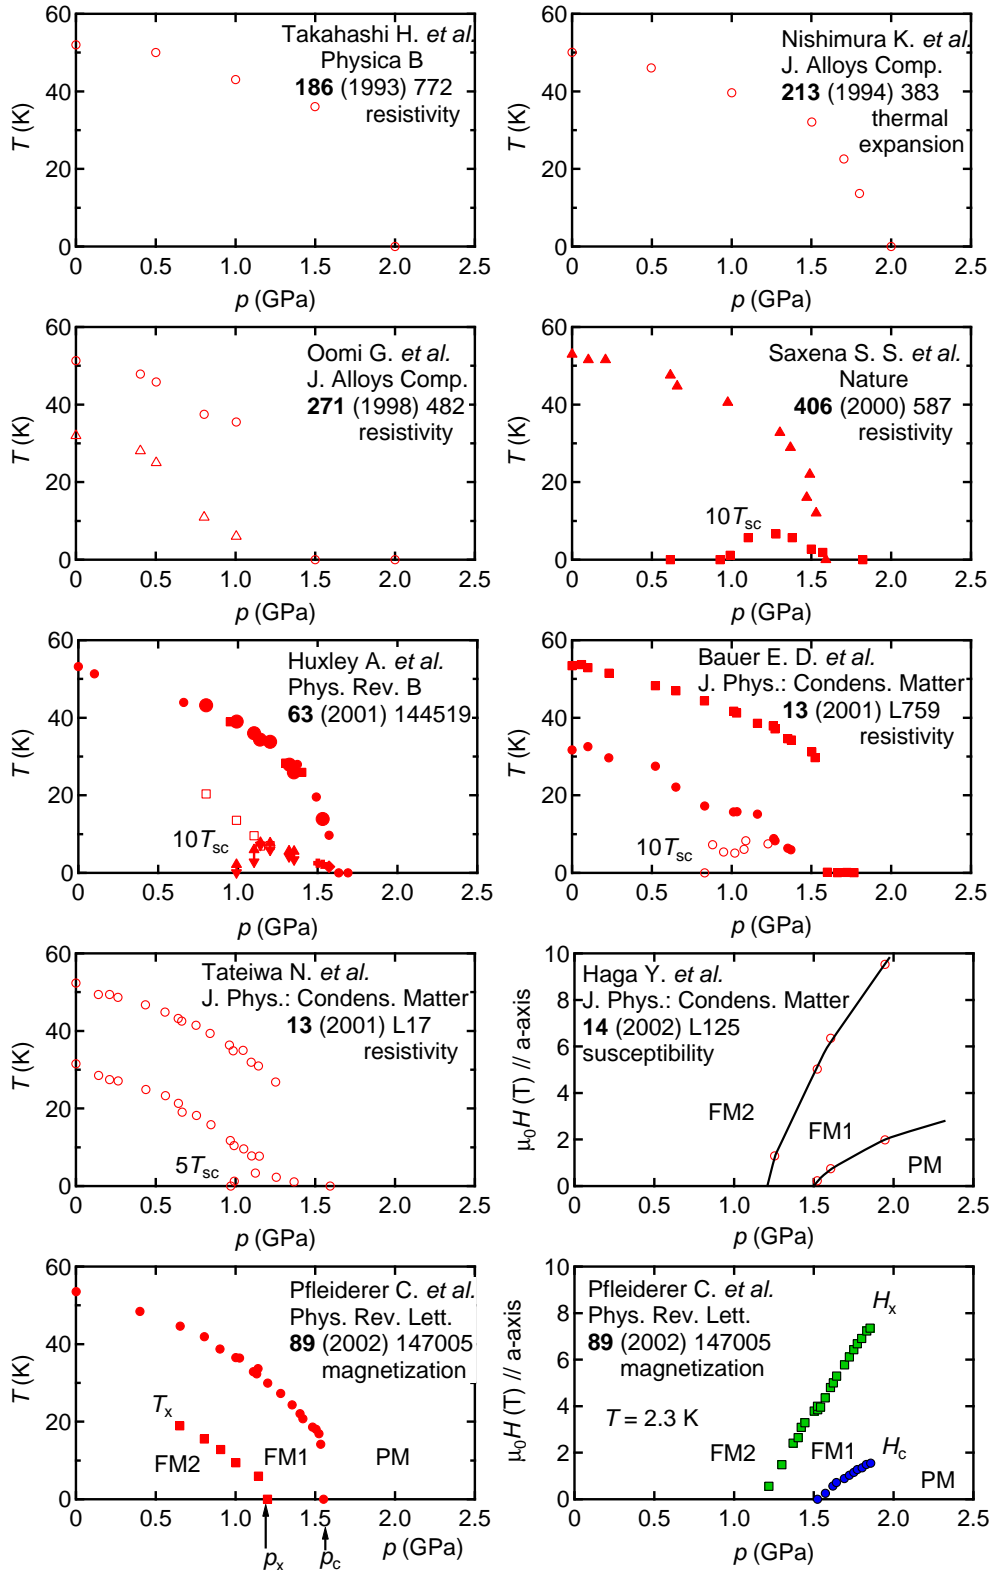 60
40
20
0
T (K)
0
0.5
1.0
1.5
2.0
2.5
p (GPa)
Takahashi H. et al.
Physica B
186 (1993) 772
resistivity
60
40
20
0
T (K)
0
0.5
1.0
1.5
2.0
2.5
p (GPa)
Nishimura K. et al.
J. Alloys Comp.
213 (1994) 383
thermal
expansion
60
40
20
0
T (K)
0
0.5
1.0
1.5
2.0
2.5
p (GPa)
Oomi G. et al.
J. Alloys Comp.
271 (1998) 482
resistivity
60
40
20
0
T (K)
0
0.5
1.0
1.5
2.0
2.5
p (GPa)
Saxena S. S. et al.
Nature
406 (2000) 587
resistivity
10Tsc
60
40
20
0
T (K)
0
0.5
1.0
1.5
2.0
2.5
p (GPa)
Huxley A. et al.
Phys. Rev. B
63 (2001) 144519
10Tsc
60
40
20
0
T (K)
0
0.5
1.0
1.5
2.0
2.5
p (GPa)
Bauer E. D. et al.
J. Phys.: Condens. Matter
13 (2001) L759
resistivity
10Tsc
60
40
20
0
T (K)
0
0.5
1.0
1.5
2.0
2.5
p (GPa)
Tateiwa N. et al.
J. Phys.: Condens. Matter
13 (2001) L17
resistivity
5Tsc
10
8
6
4
2
0
μ0H (T) // a-axis
0
0.5
1.0
1.5
2.0
2.5
p (GPa)
Haga Y. et al.
J. Phys.: Condens. Matter
14 (2002) L125
susceptibility
FM2
FM1
PM
60
40
20
0
T (K)
0
0.5
1.0
1.5
2.0
2.5
p (GPa)
Pfleiderer C. et al.
Phys. Rev. Lett.
89 (2002) 147005
magnetization
Tx
FM2
FM1
PM
px
pc
10
8
6
4
2
0
μ0H (T) // a-axis
0
0.5
1.0
1.5
2.0
2.5
p (GPa)
Pfleiderer C. et al.
Phys. Rev. Lett.
89 (2002) 147005
magnetization
T = 2.3 K
Hx
FM2
FM1
Hc
PM